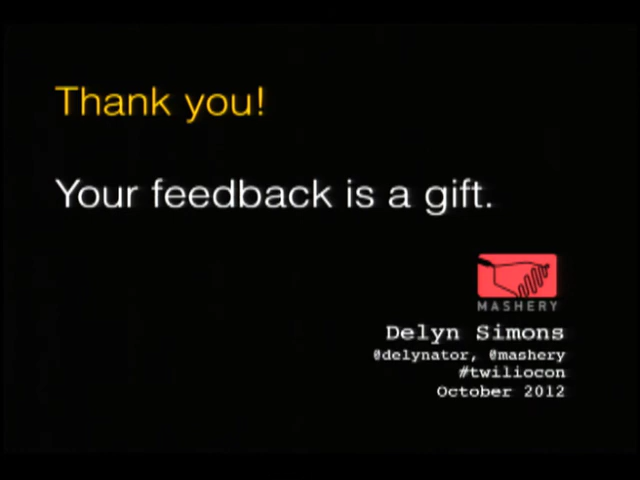 Thank you!
Your feedback is a gift.
MASHERY
Delyn Simons
@delynator, @mashery
#twiliocon
October 2012